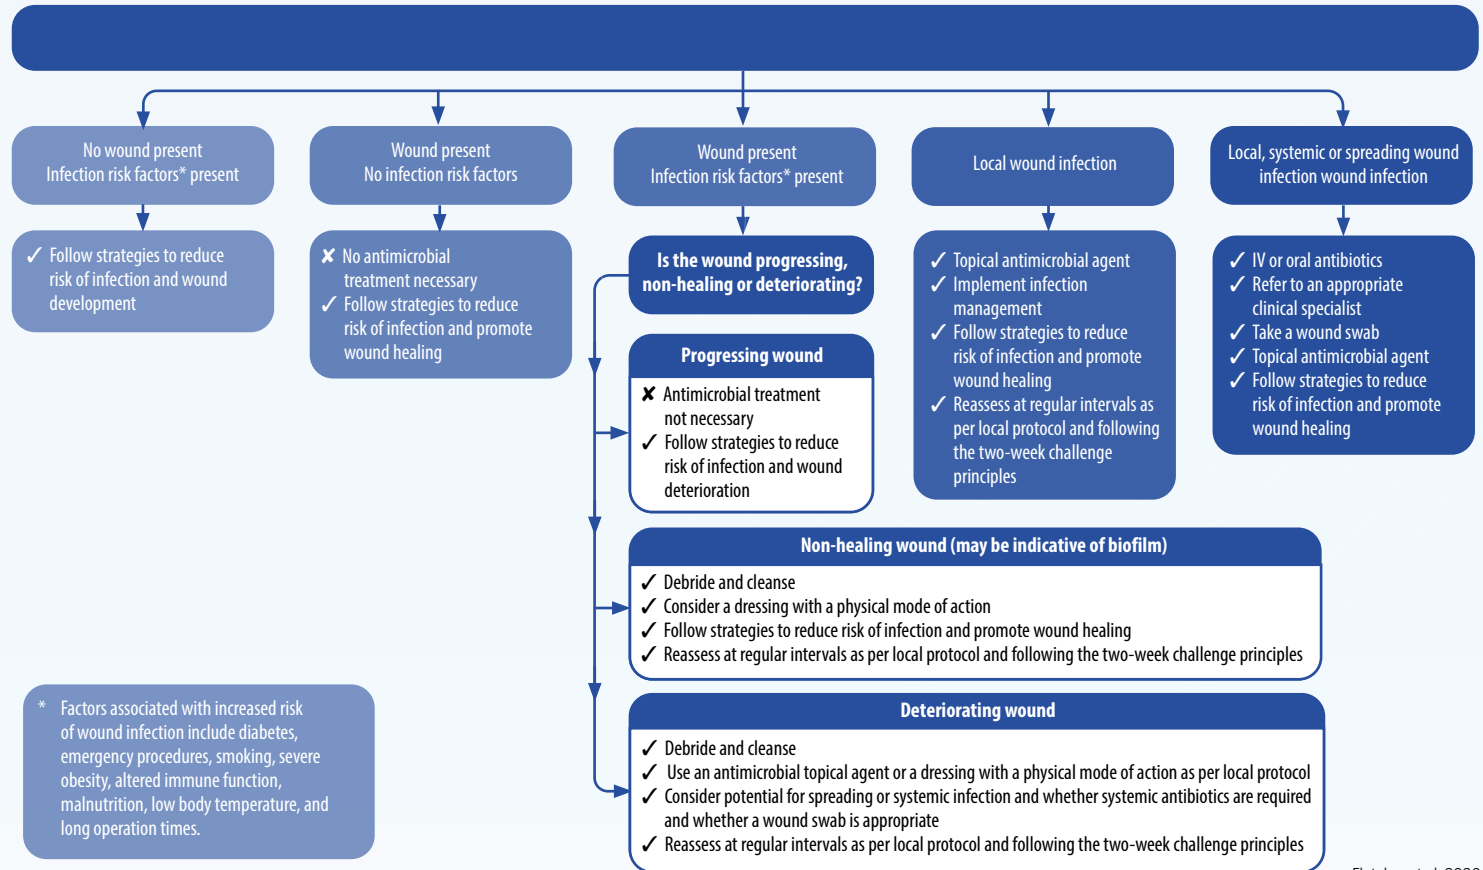 No wound present
Infection risk factors* present
Wound present
No infection risk factors
Wound present
Infection risk factors* present
Local wound infection
Local, systemic or spreading wound
infection wound infection
✓ Follow strategies to reduce
risk of infection and wound
development
✘ No antimicrobial
treatment necessary
✓ Follow strategies to reduce
risk of infection and promote
wound healing
Is the wound progressing,
non-healing or deteriorating?
Progressing wound
✘ Antimicrobial treatment
not necessary
✓ Follow strategies to reduce
risk of infection and wound
deterioration
✓ Topical antimicrobial agent
✓ Implement infection
management
✓ Follow strategies to reduce
risk of infection and promote
wound healing
✓ Reassess at regular intervals as
per local protocol and following
the two-week challenge
principles
✓ IV or oral antibiotics
✓ Refer to an appropriate
clinical specialist
✓ Take a wound swab
✓ Topical antimicrobial agent
✓ Follow strategies to reduce
risk of infection and promote
wound healing
Non-healing wound (may be indicative of biofilm)
✓ Debride and cleanse
✓ Consider a dressing with a physical mode of action
✓ Follow strategies to reduce risk of infection and promote wound healing
✓ Reassess at regular intervals as per local protocol and following the two-week challenge principles
Deteriorating wound
✓ Debride and cleanse
✓ Use an antimicrobial topical agent or a dressing with a physical mode of action as per local protocol
✓ Consider potential for spreading or systemic infection and whether systemic antibiotics are required
and whether a wound swab is appropriate
✓ Reassess at regular intervals as per local protocol and following the two-week challenge principles
* Factors associated with increased risk
of wound infection include diabetes,
emergency procedures, smoking, severe
obesity, altered immune function,
malnutrition, low body temperature, and
long operation times.